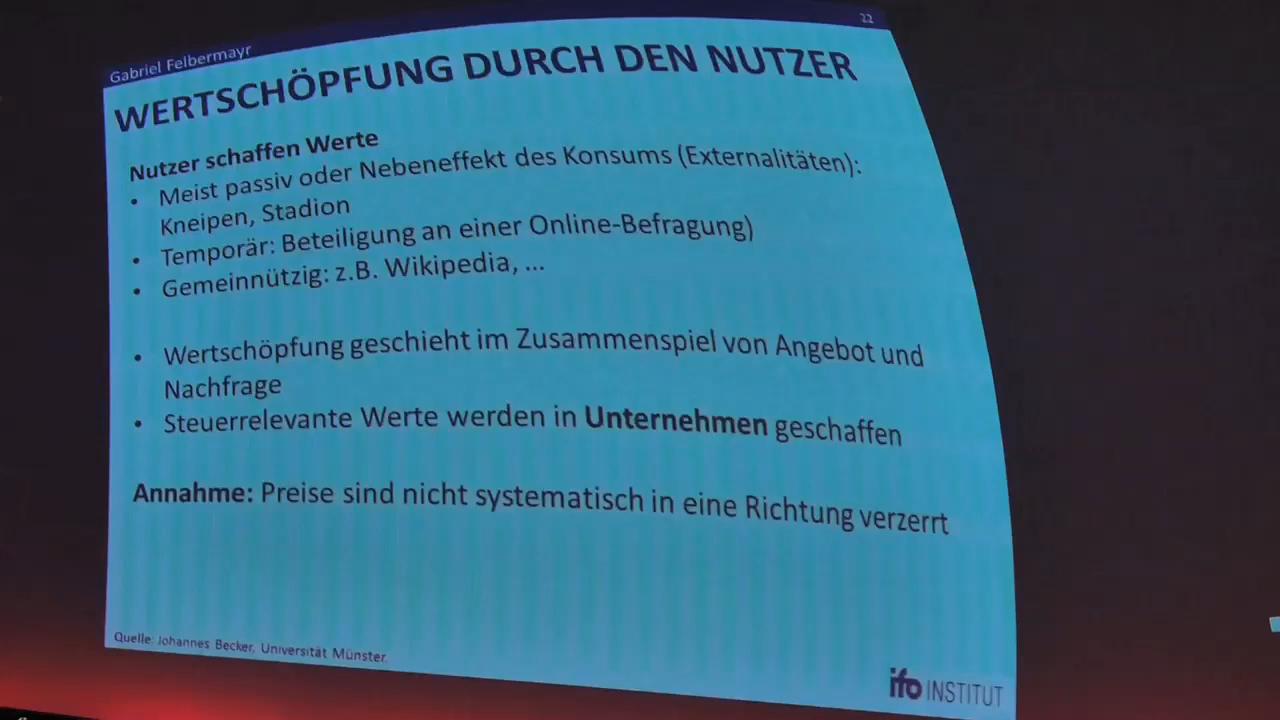 Gabriel Felbermayr
22
WERTSCHÖPFUNG DURCH DEN NUTZER
Nutzer schaffen Werte
• Meist passiv oder Nebeneffekt des Konsums (Externalitäten):
Kneipen, Stadion
• Temporär: Beteiligung an einer Online-Befragung)
• Gemeinnützig: z.B. Wikipedia, ...
• Wertschöpfung geschieht im Zusammenspiel von Angebot und
Nachfrage
• Steuerrelevante Werte werden in Unternehmen geschaffen
Annahme: Preise sind nicht systematisch in eine Richtung verzerrt
Quelle: Johannes Becker, Universität Münster.
ifo INSTITUT